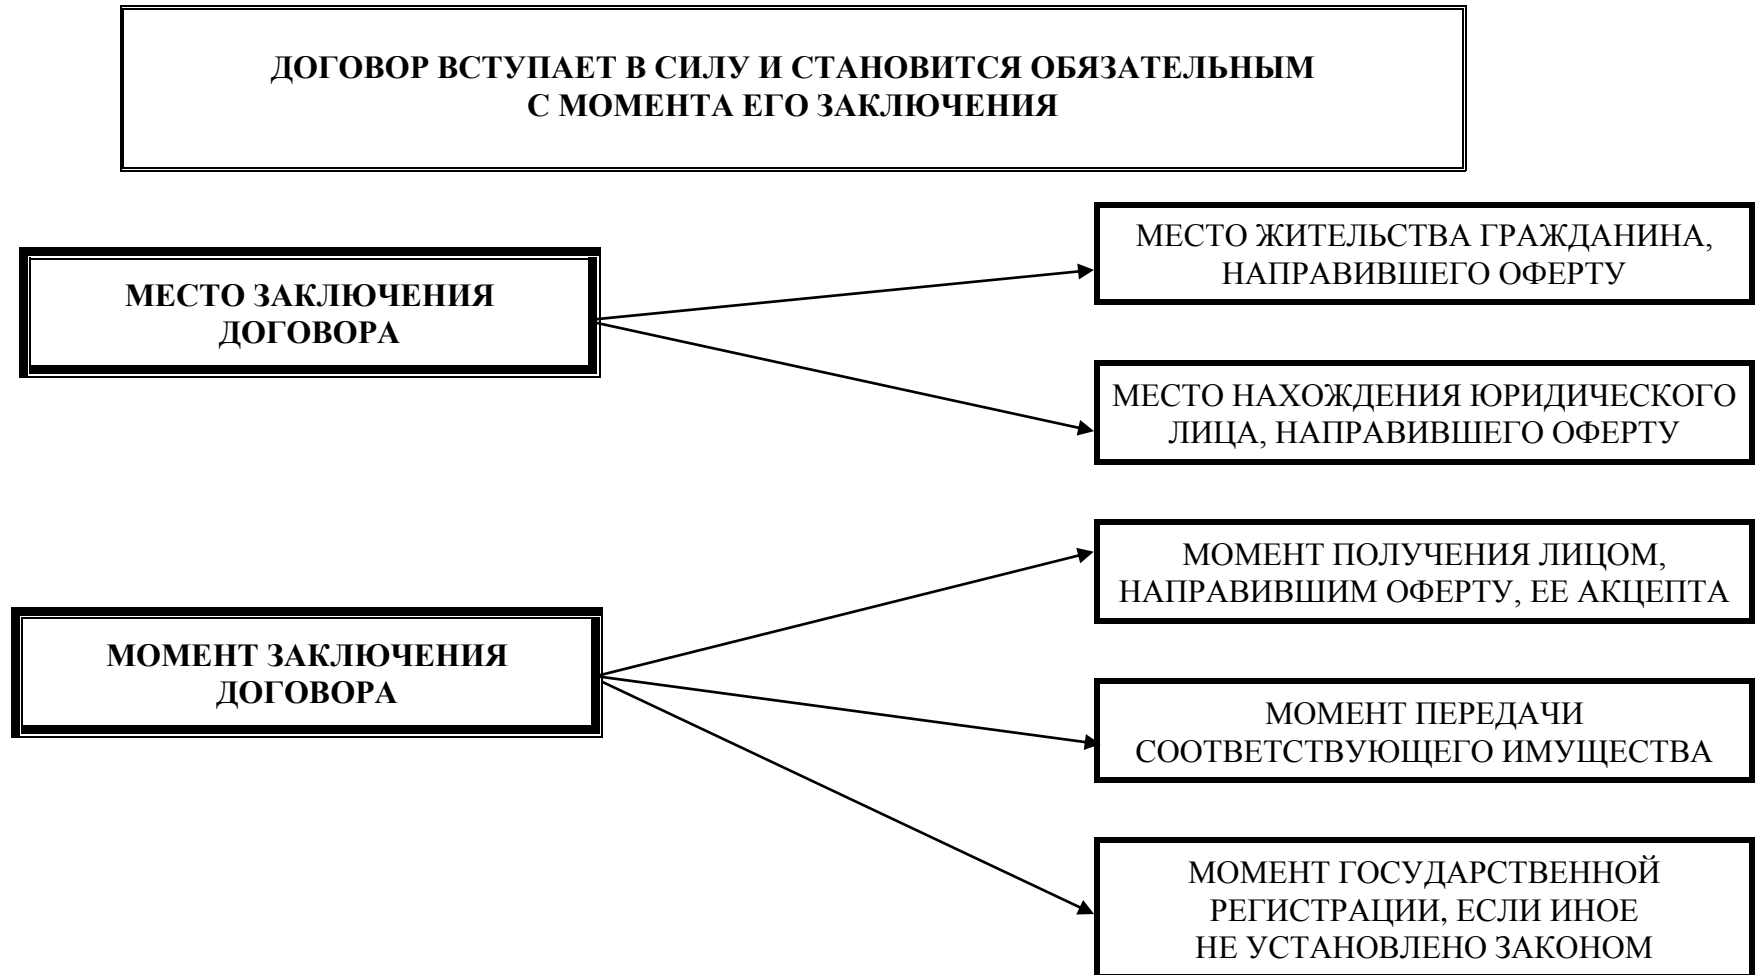 ДОГОВОР ВСТУПАЕТ В СИЛУ И СТАНОВИТСЯ ОБЯЗАТЕЛЬНЫМ
С МОМЕНТА ЕГО ЗАКЛЮЧЕНИЯ
МЕСТО ЗАКЛЮЧЕНИЯ
ДОГОВОРА
МЕСТО ЖИТЕЛЬСТВА ГРАЖДАНИНА,
НАПРАВИВШЕГО ОФЕРТУ
МЕСТО НАХОЖДЕНИЯ ЮРИДИЧЕСКОГО
ЛИЦА, НАПРАВИВШЕГО ОФЕРТУ
МОМЕНТ ЗАКЛЮЧЕНИЯ
ДОГОВОРА
МОМЕНТ ПОЛУЧЕНИЯ ЛИЦОМ,
НАПРАВИВШИМ ОФЕРТУ, ЕЕ АКЦЕПТА
МОМЕНТ ПЕРЕДАЧИ
СООТВЕТСТВУЮЩЕГО ИМУЩЕСТВА
МОМЕНТ ГОСУДАРСТВЕННОЙ
РЕГИСТРАЦИИ, ЕСЛИ ИНОЕ
НЕ УСТАНОВЛЕНО ЗАКОНОМ